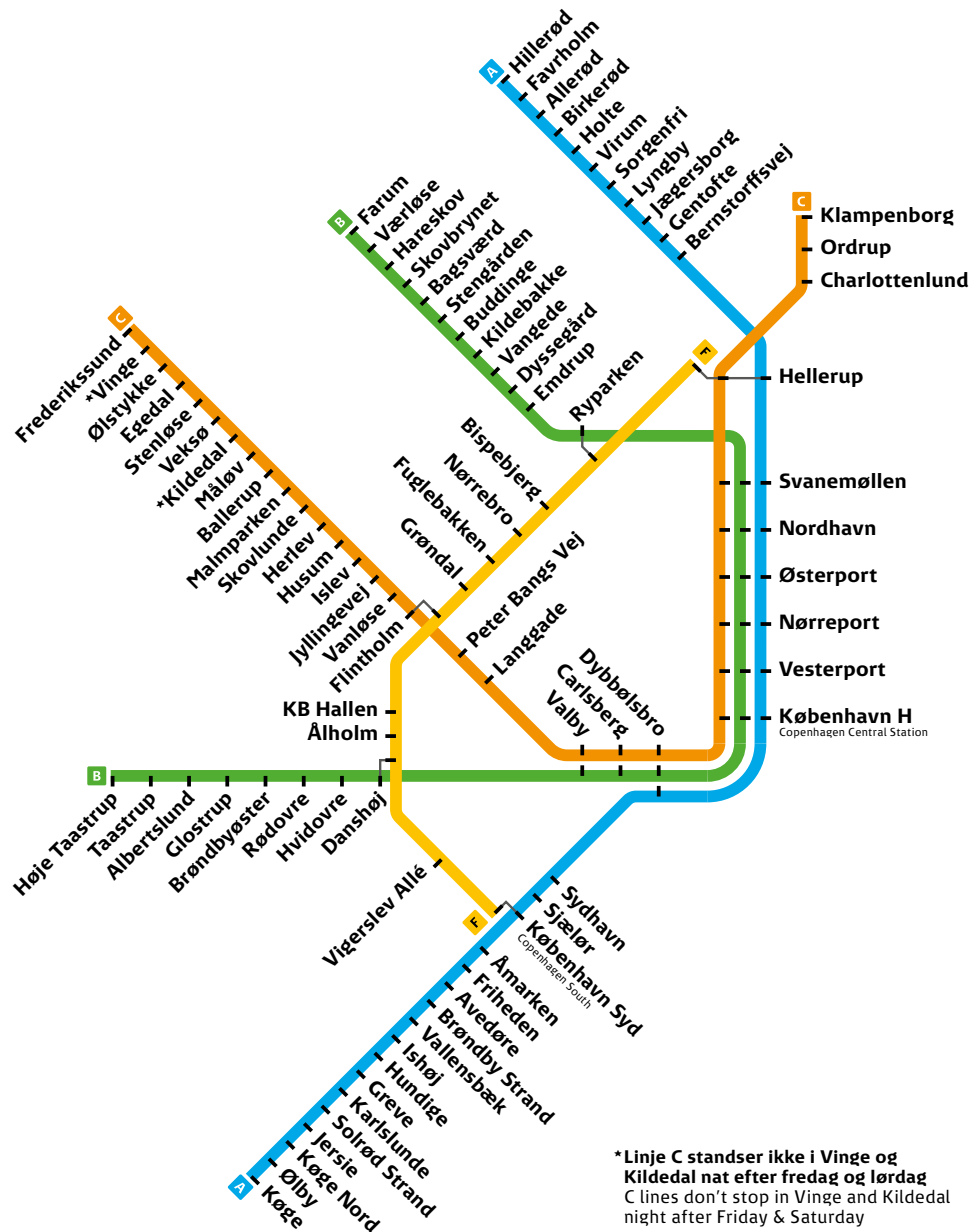 A
Hillerød
Favrholm
Allerød
Birkerød
Holte
Virum
Sorgenfri
Lyngby
Jægersborg
Gentofte
Bernstorffsvej
C
Klampenborg
Ordrup
Charlottenlund
B
Farum
Værløse
Hareskov
Skovbrynet
Bagsværd
Stengården
Buddinge
Kildebakke
Vangede
Dyssegård
Emdrup
Ryparken
F
Hellerup
C
Frederikssund
*Vinge
Ølstykke
Egedal
Stenløse
Veksø
*Kildedal
Måløv
Ballerup
Malmparken
Skovlunde
Herlev
Husum
Islev
Jyllingevej
Vanløse
Flintholm
Bispebjerg
Nørrebro
Fuglebakken
Grøndal
Peter Bangs Vej
Langgade
Valby
Carlsberg
Dybbølsbro
Svanemøllen
Nordhavn
Østerport
Nørreport
Vesterport
København H
Copenhagen Central Station
KB Hallen
Ålholm
B
Høje Taastrup
Taastrup
Albertslund
Glostrup
Brøndbyøster
Rødovre
Hvidovre
Danshøj
Vigerslev Allé
F
Sydhavn
Sjælør
København Syd
Copenhagen South
Åmarken
Friheden
Avedøre
Brøndby Strand
Vallensbæk
Ishøj
Hundige
Greve
Karlslunde
Solrød Strand
Jersie
Køge Nord
Ølby
Køge
A
*Linje C standser ikke i Vinge og
Kildedal nat efter fredag og lørdag
C lines don't stop in Vinge and Kildedal
night after Friday & Saturday